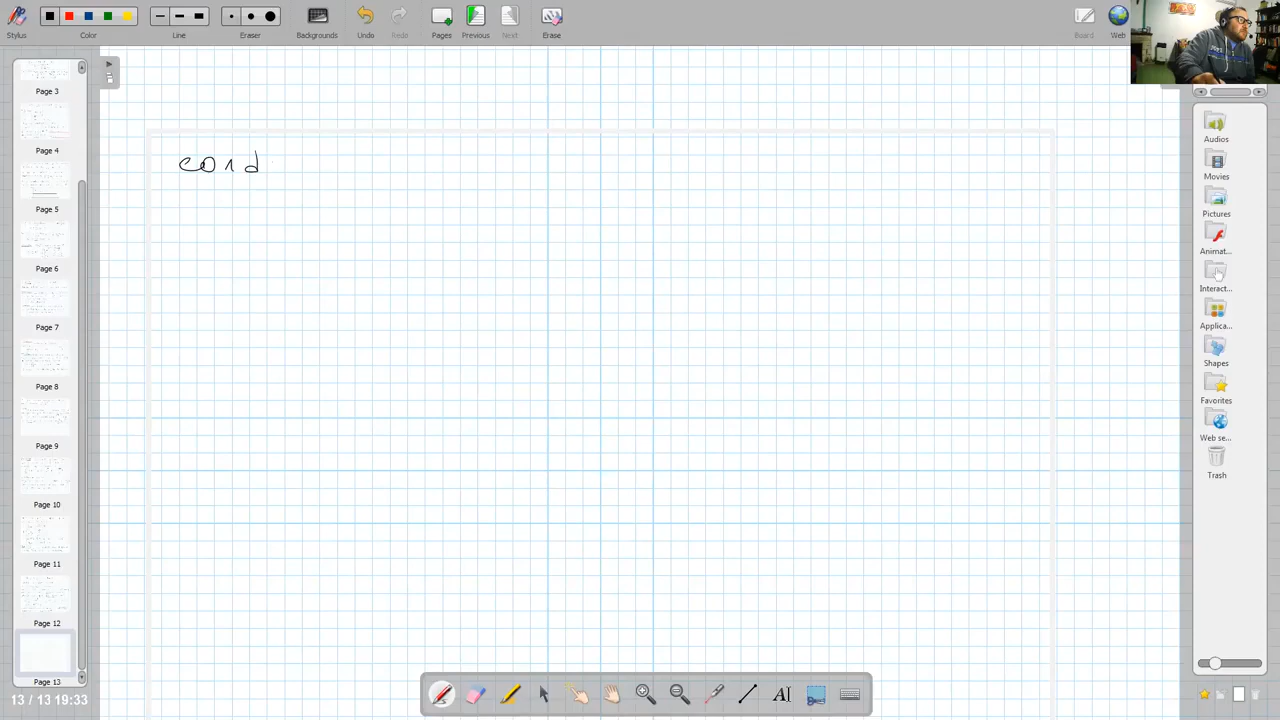 Stylus
Color
Line
Eraser
Backgrounds
Undo
Redo
Pages
Previous
Next
Erase
Board
Web
Page 3
Page 4
Page 5
Page 6
Page 7
Page 8
Page 9
Page 10
Page 11
Page 12
Page 13
13 / 13 19:33
cond
Audios
Movies
Pictures
Animat...
Interact...
Applica...
Shapes
Favorites
Web se...
Trash
AI